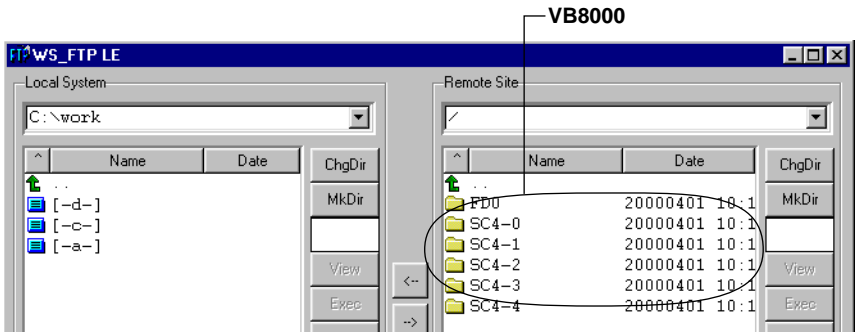 VB8000
WS_FTP LE
Local System
C:\work
^ Name Date
ChgDir
..
MkDir
[-d-]
[-c-]
[-a-]
View
Exec
<--
-->
Remote Site
/
^ Name Date
ChgDir
..
MkDir
FD0 20000401 10:1
SC4-0 20000401 10:1
SC4-1 20000401 10:1
SC4-2 20000401 10:1
SC4-3 20000401 10:1
SC4-4 20000401 10:1
View
Exec